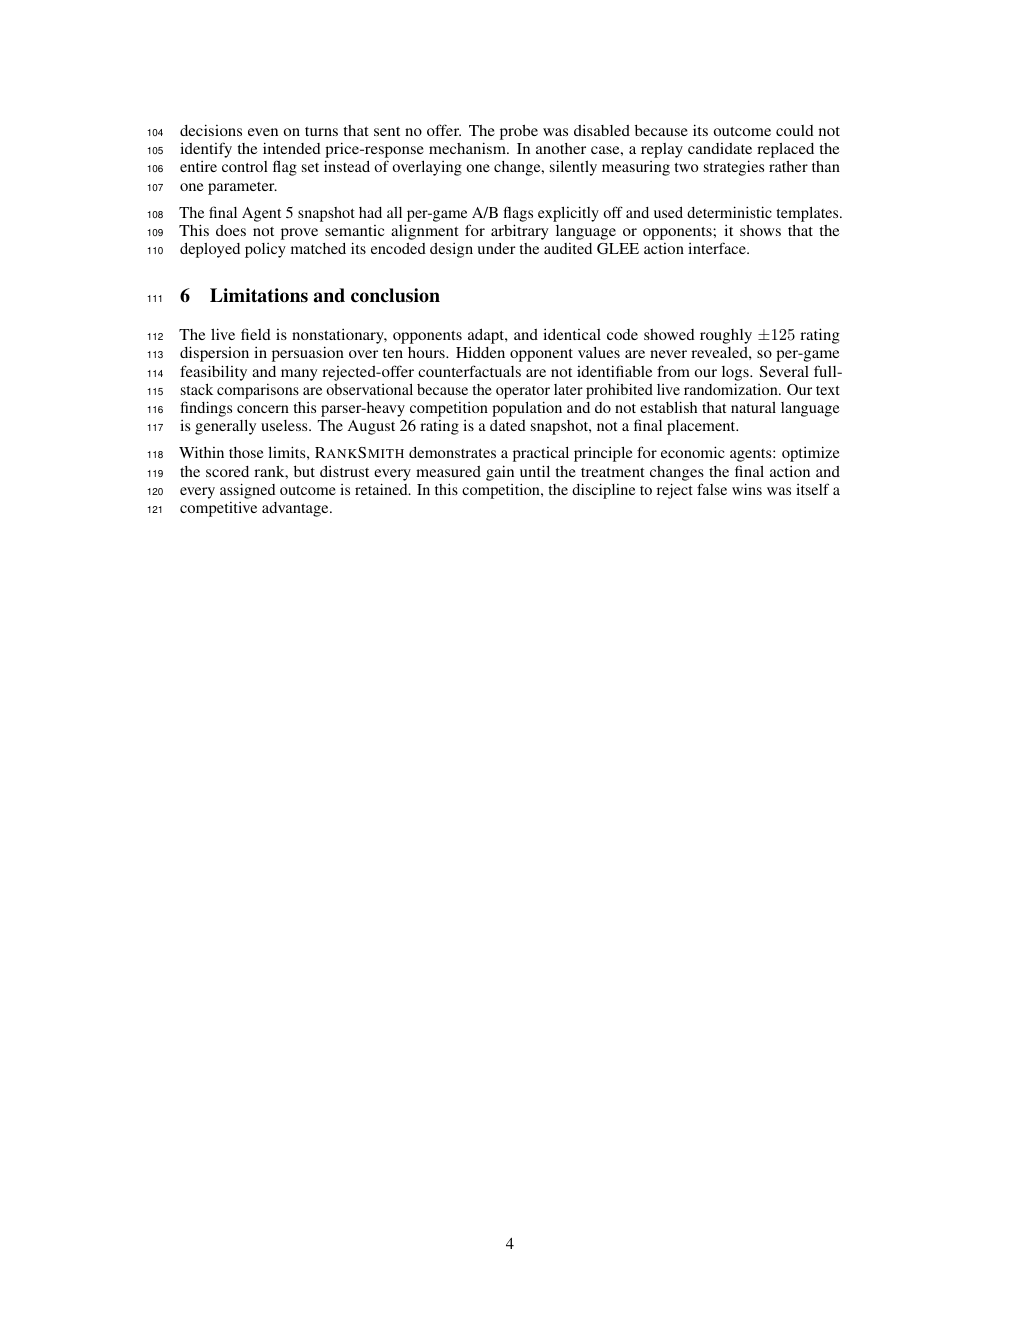 104 decisions even on turns that sent no offer. The probe was disabled because its outcome could not
105 identify the intended price-response mechanism. In another case, a replay candidate replaced the
106 entire control flag set instead of overlaying one change, silently measuring two strategies rather than
107 one parameter.
108 The final Agent 5 snapshot had all per-game A/B flags explicitly off and used deterministic templates.
109 This does not prove semantic alignment for arbitrary language or opponents; it shows that the
110 deployed policy matched its encoded design under the audited GLEE action interface.
111 6 Limitations and conclusion
112 The live field is nonstationary, opponents adapt, and identical code showed roughly ±125 rating
113 dispersion in persuasion over ten hours. Hidden opponent values are never revealed, so per-game
114 feasibility and many rejected-offer counterfactuals are not identifiable from our logs. Several full-
115 stack comparisons are observational because the operator later prohibited live randomization. Our text
116 findings concern this parser-heavy competition population and do not establish that natural language
117 is generally useless. The August 26 rating is a dated snapshot, not a final placement.
118 Within those limits, RANKSMITH demonstrates a practical principle for economic agents: optimize
119 the scored rank, but distrust every measured gain until the treatment changes the final action and
120 every assigned outcome is retained. In this competition, the discipline to reject false wins was itself a
121 competitive advantage.
4